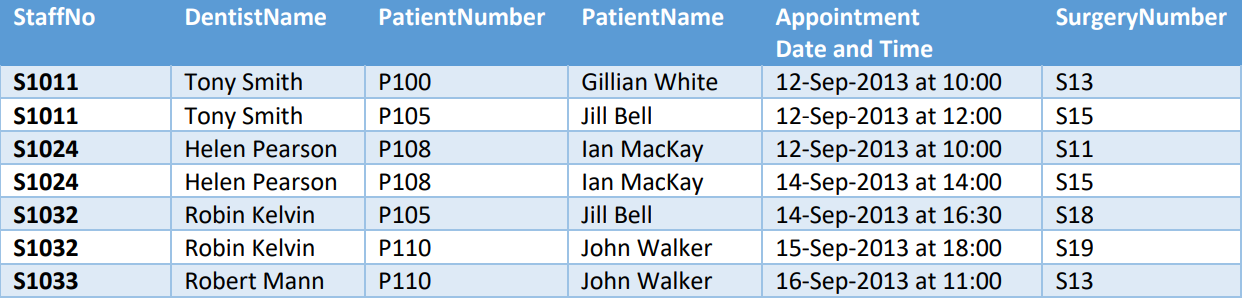 StaffNo DentistName PatientNumber PatientName Appointment SurgeryNumber
Date and Time
S1011 Tony Smith P100 Gillian White 12-Sep-2013 at 10:00 S13
S1011 Tony Smith P105 Jill Bell 12-Sep-2013 at 12:00 S15
S1024 Helen Pearson P108 Ian MacKay 12-Sep-2013 at 10:00 S11
S1024 Helen Pearson P108 Ian MacKay 14-Sep-2013 at 14:00 S15
S1032 Robin Kelvin P105 Jill Bell 14-Sep-2013 at 16:30 S18
S1032 Robin Kelvin P110 John Walker 15-Sep-2013 at 18:00 S19
S1033 Robert Mann P110 John Walker 16-Sep-2013 at 11:00 S13